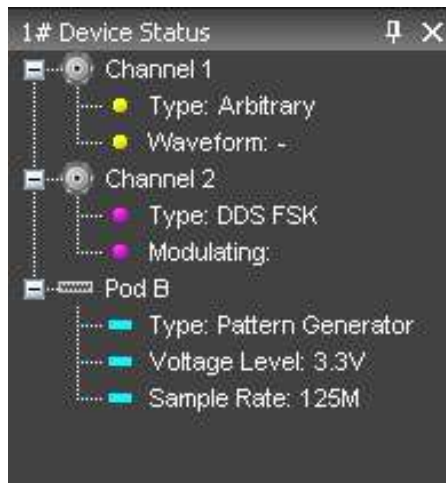 1# Device Status
Channel 1
Type: Arbitrary
Waveform: -
Channel 2
Type: DDS FSK
Modulating:
Pod B
Type: Pattern Generator
Voltage Level: 3.3V
Sample Rate: 125M